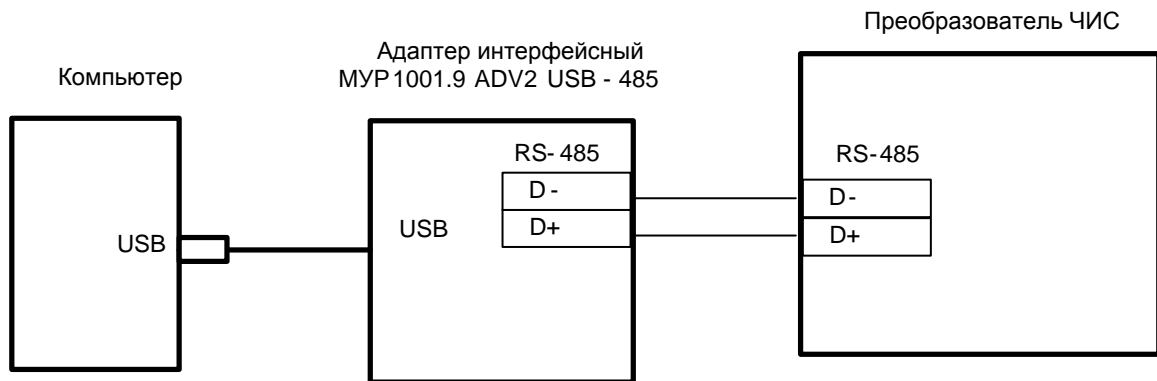 Преобразователь ЧИС
Адаптер интерфейсный
МУР1001.9 ADV2 USB - 485
Компьютер
RS- 485
D -
D+
USB
USB
RS-485
D-
D+